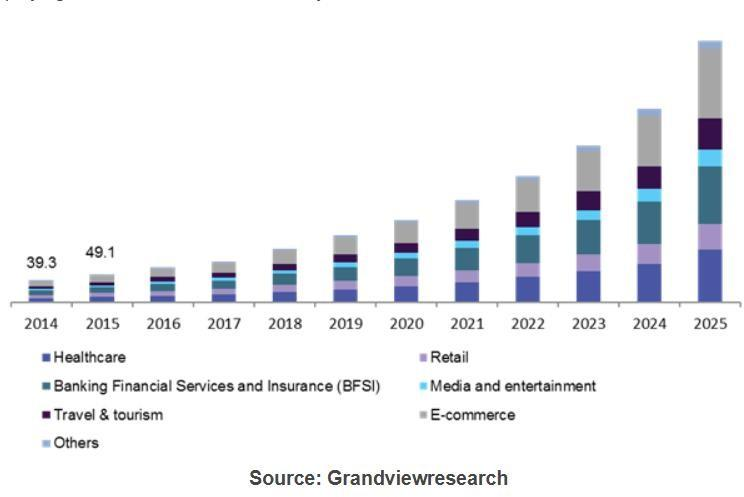 39.3
49.1
2014 2015 2016 2017 2018 2019 2020 2021 2022 2023 2024 2025
Healthcare Retail
Banking Financial Services and Insurance (BFSI) Media and entertainment
Travel & tourism E-commerce
Others
Source: Grandviewresearch